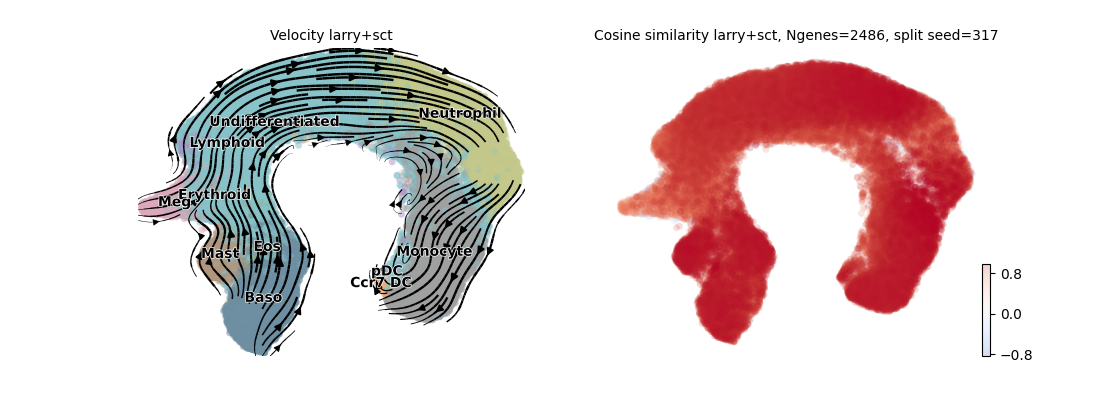 Velocity larry+sct
Cosine similarity larry+sct, Ngenes=2486, split seed=317
Neutrophil
Undifferentiated
Lymphoid
Erythroid
Meg
Mast
Eos
Monocyte
pDC
Ccr7 DC
Baso
0.8
0.0
−0.8